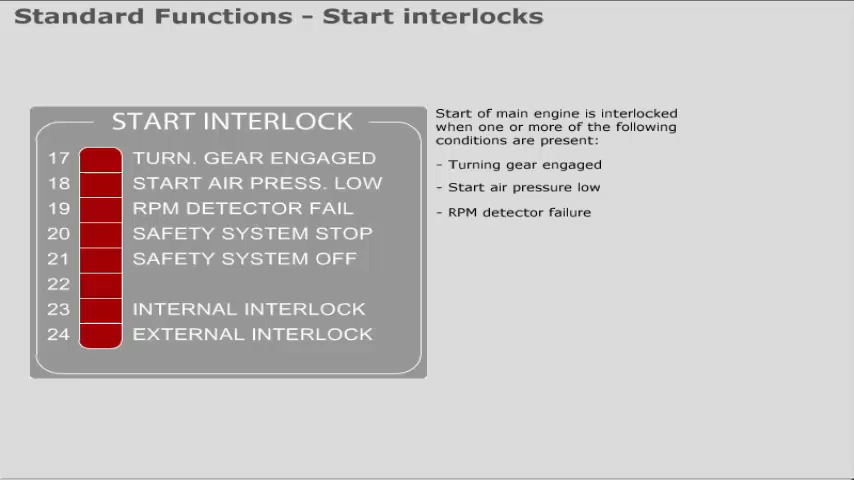 Standard Functions - Start interlocks
START INTERLOCK
17 TURN. GEAR ENGAGED
18 START AIR PRESS. LOW
19 RPM DETECTOR FAIL
20 SAFETY SYSTEM STOP
21 SAFETY SYSTEM OFF
22
23 INTERNAL INTERLOCK
24 EXTERNAL INTERLOCK
Start of main engine is interlocked
when one or more of the following
conditions are present:
- Turning gear engaged
- Start air pressure low
- RPM detector failure